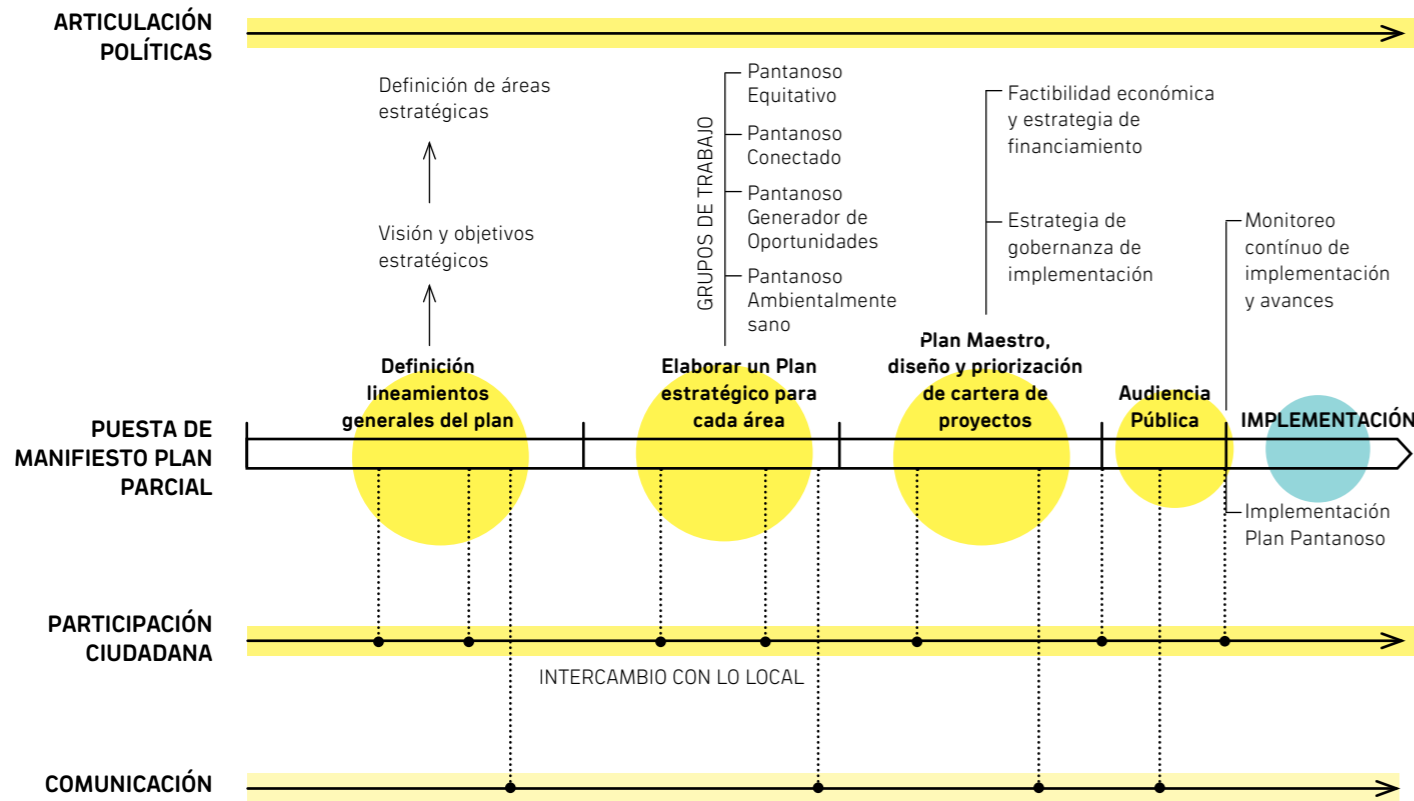 ARTICULACIÓN
POLÍTICAS
Definición de áreas
estratégicas
Visión y objetivos
estratégicos
Definición
lineamientos
generales del plan
GRUPOS DE TRABAJO
Pantanoso
Equitativo
Pantanoso
Conectado
Pantanoso
Generador de
Oportunidades
Pantanoso
Ambientalmente
sano
Elaborar un Plan
estratégico para
cada área
Factibilidad económica
y estrategia de
financiamiento
Estrategia de
gobernanza de
implementación
Plan Maestro,
diseño y priorización
de cartera de
proyectos
Audiencia
Pública
Monitoreo
contínuo de
implementación
y avances
IMPLEMENTACIÓN
Implementación
Plan Pantanoso
PUESTA DE
MANIFIESTO PLAN
PARCIAL
PARTICIPACIÓN
CIUDADANA
INTERCAMBIO CON LO LOCAL
COMUNICACIÓN